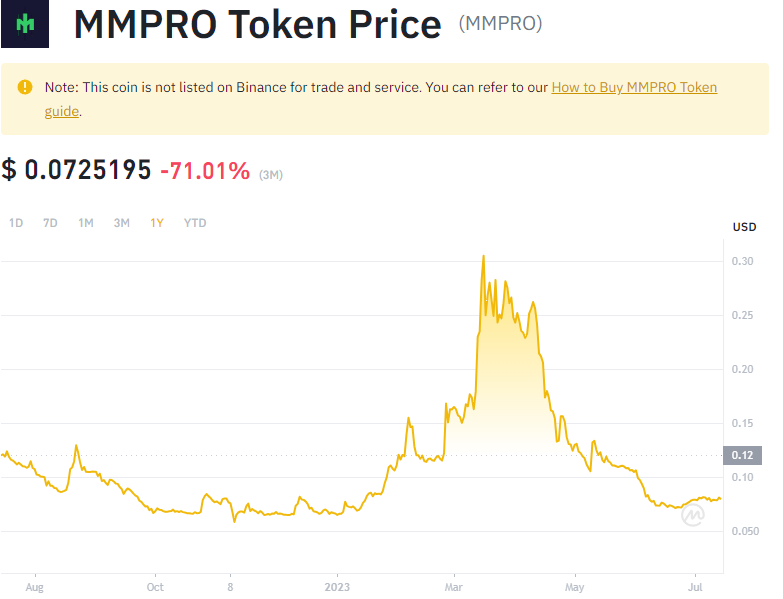 MMPRO Token Price (MMPRO)
Note: This coin is not listed on Binance for trade and service. You can refer to our How to Buy MMPRO Token
guide.
$ 0.0725195 -71.01% (3M)
1D 7D 1M 3M 1Y YTD
USD
0.30
0.25
0.20
0.15
0.12
0.10
0.050
Aug Oct 8 2023 Mar May Jul